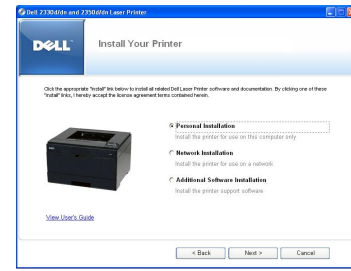 Dell 2330d/dn and 2350d/dn Laser Printer
DELL
Install Your Printer
Click the appropriate "Install" link below to install all related Dell Laser Printer software and documentation. By clicking one of these
"Install" links, I hereby accept the license agreement terms contained herein.
Personal Installation
Install the printer for use on this computer only
Network Installation
Install the printer for use on a network
Additional Software Installation
Install the printer support software
View User's Guide
< Back Next > Cancel